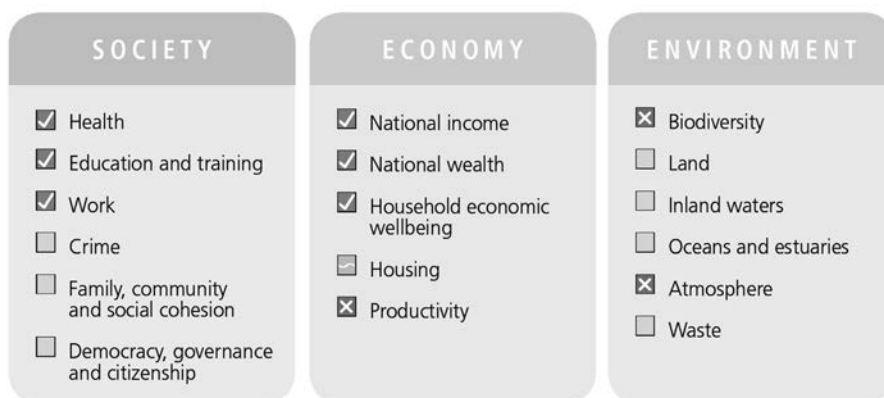 SOCIETY
Health
Education and training
Work
Crime
Family, community
and social cohesion
Democracy, governance
and citizenship
ECONOMY
National income
National wealth
Household economic
wellbeing
Housing
Productivity
ENVIRONMENT
Biodiversity
Land
Inland waters
Oceans and estuaries
Atmosphere
Waste